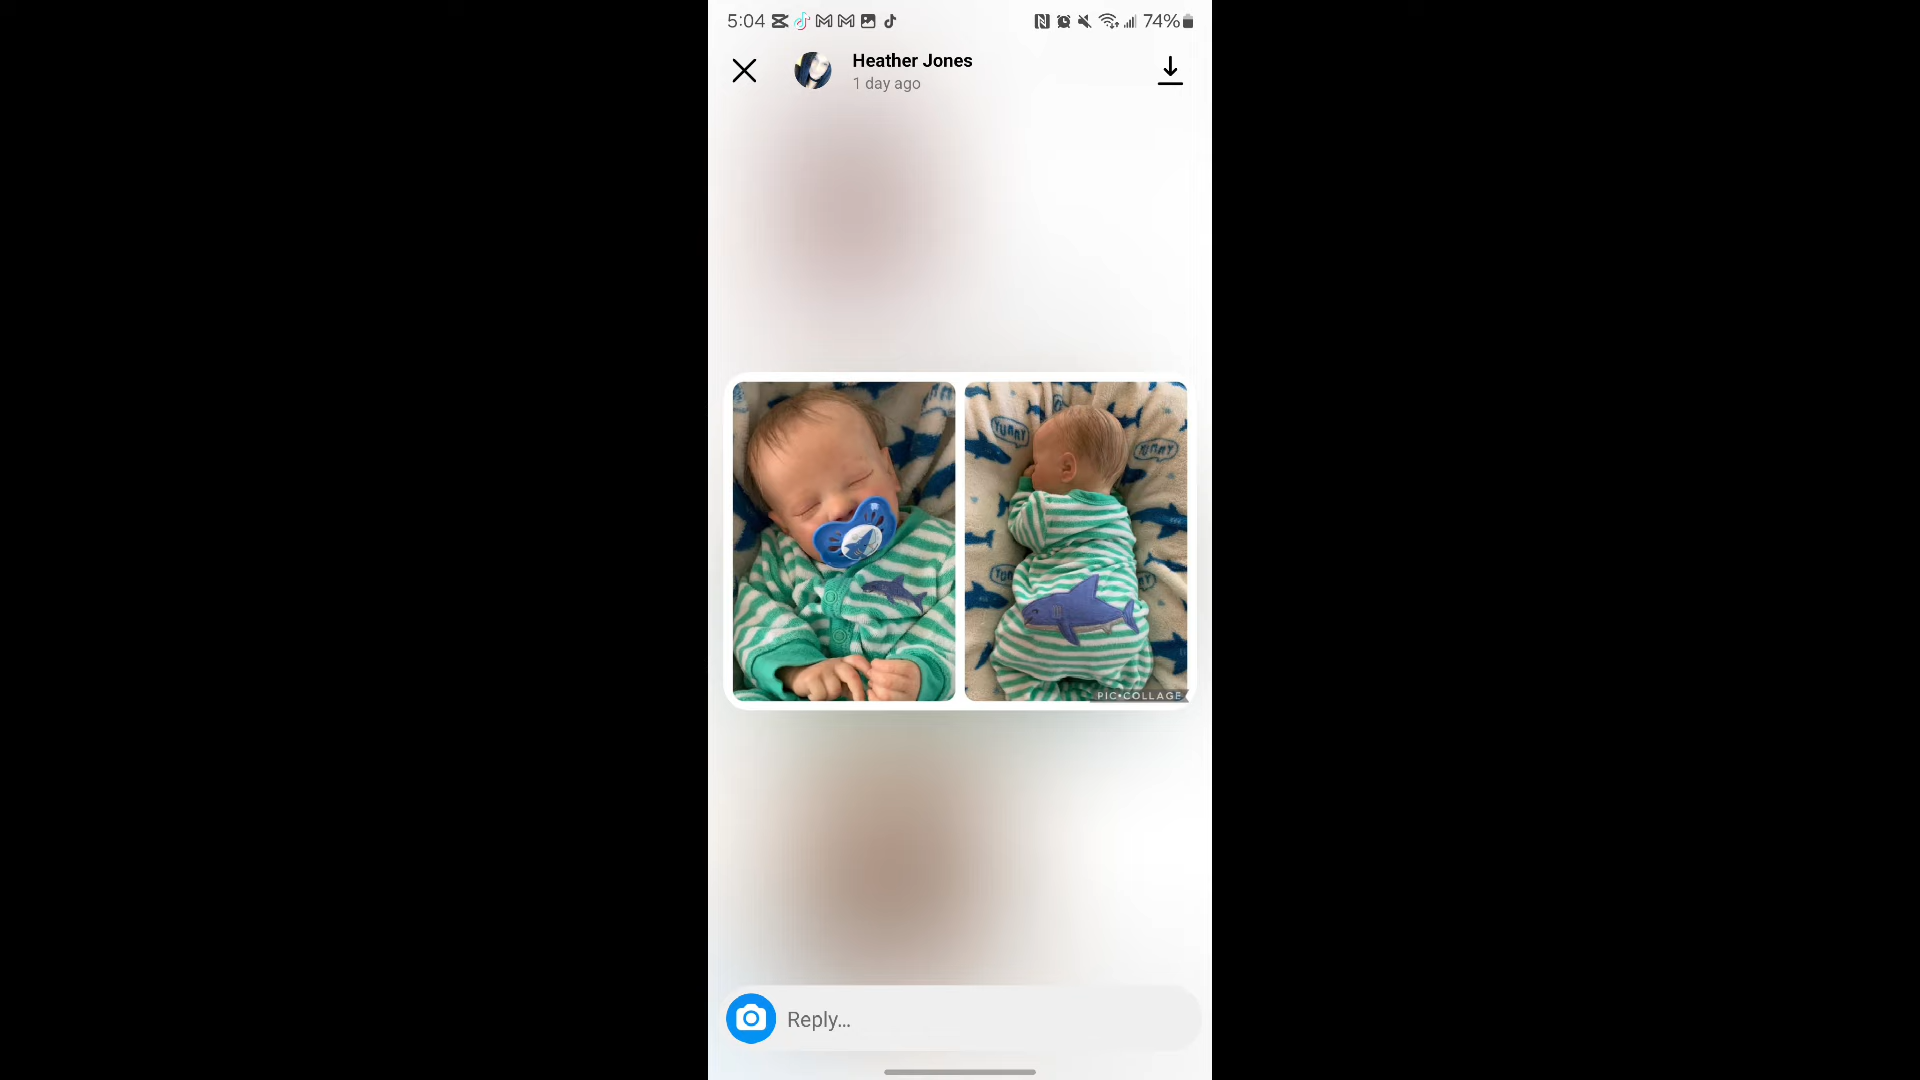 5:04
74%
Heather Jones
1 day ago
YUMMY
YUMMY
PIC•COLLAGE
Reply...